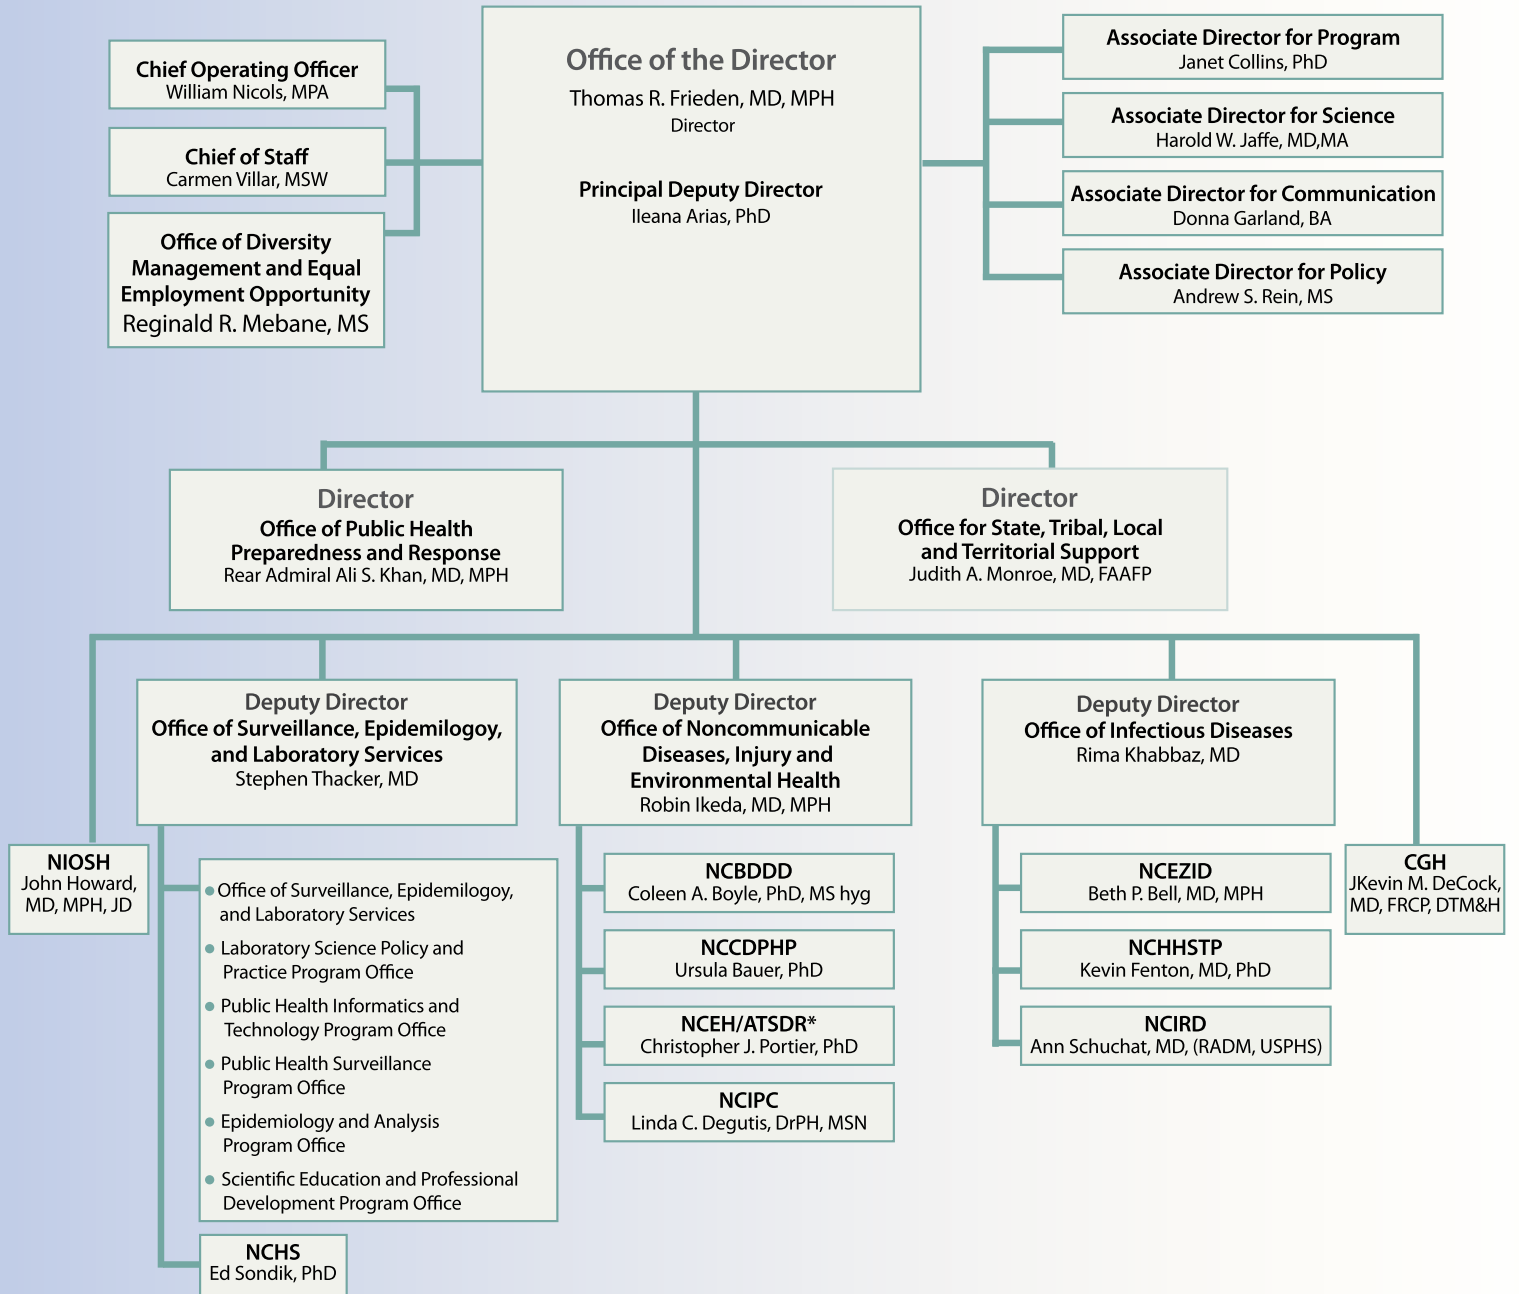 Office of the Director
Thomas R. Frieden, MD, MPH
Director
Principal Deputy Director
Ileana Arias, PhD
Chief Operating Officer
William Nicols, MPA
Chief of Staff
Carmen Villar, MSW
Office of Diversity
Management and Equal
Employment Opportunity
Reginald R. Mebane, MS
Associate Director for Program
Janet Collins, PhD
Associate Director for Science
Harold W. Jaffe, MD,MA
Associate Director for Communication
Donna Garland, BA
Associate Director for Policy
Andrew S. Rein, MS
Director
Office of Public Health
Preparedness and Response
Rear Admiral Ali S. Khan, MD, MPH
Director
Office for State, Tribal, Local
and Territorial Support
Judith A. Monroe, MD, FAAFP
NIOSH
John Howard,
MD, MPH, JD
Deputy Director
Office of Surveillance, Epidemilogoy,
and Laboratory Services
Stephen Thacker, MD
• Office of Surveillance, Epidemilogoy,
and Laboratory Services
• Laboratory Science Policy and
Practice Program Office
• Public Health Informatics and
Technology Program Office
• Public Health Surveillance
Program Office
• Epidemiology and Analysis
Program Office
• Scientific Education and Professional
Development Program Office
NCHS
Ed Sondik, PhD
Deputy Director
Office of Noncommunicable
Diseases, Injury and
Environmental Health
Robin Ikeda, MD, MPH
NCBDDD
Coleen A. Boyle, PhD, MS hyg
NCCDPHP
Ursula Bauer, PhD
NCEH/ATSDR*
Christopher J. Portier, PhD
NCIPC
Linda C. Degutis, DrPH, MSN
Deputy Director
Office of Infectious Diseases
Rima Khabbaz, MD
NCEZID
Beth P. Bell, MD, MPH
NCHHSTP
Kevin Fenton, MD, PhD
NCIRD
Ann Schuchat, MD, (RADM, USPHS)
CGH
JKevin M. DeCock,
MD, FRCP, DTM&H